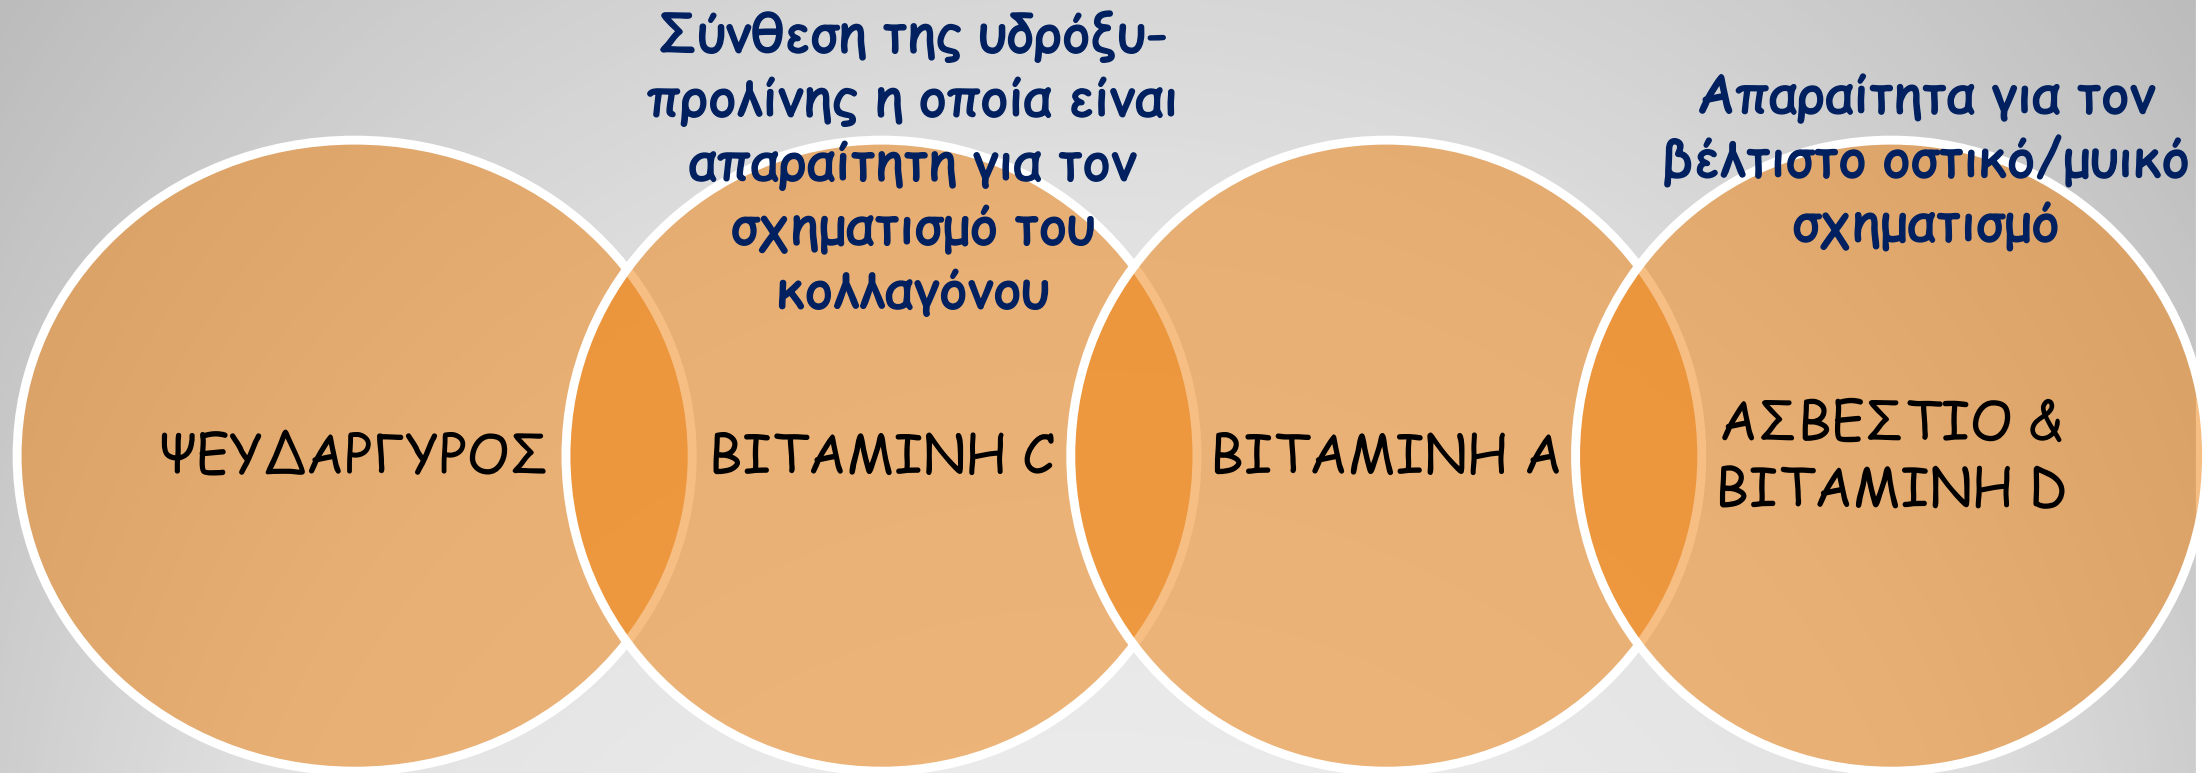 Σύνθεση της υδρόξυ-
προλίνης η οποία είναι
απαραίτητη για τον
σχηματισμό του
κολλαγόνου
Απαραίτητα για τον
βέλτιστο οστικό/μυικό
σχηματισμό
ΨΕΥΔΑΡΓΥΡΟΣ
ΒΙΤΑΜΙΝΗ C
ΒΙΤΑΜΙΝΗ Α
ΑΣΒΕΣΤΙΟ &
ΒΙΤΑΜΙΝΗ D